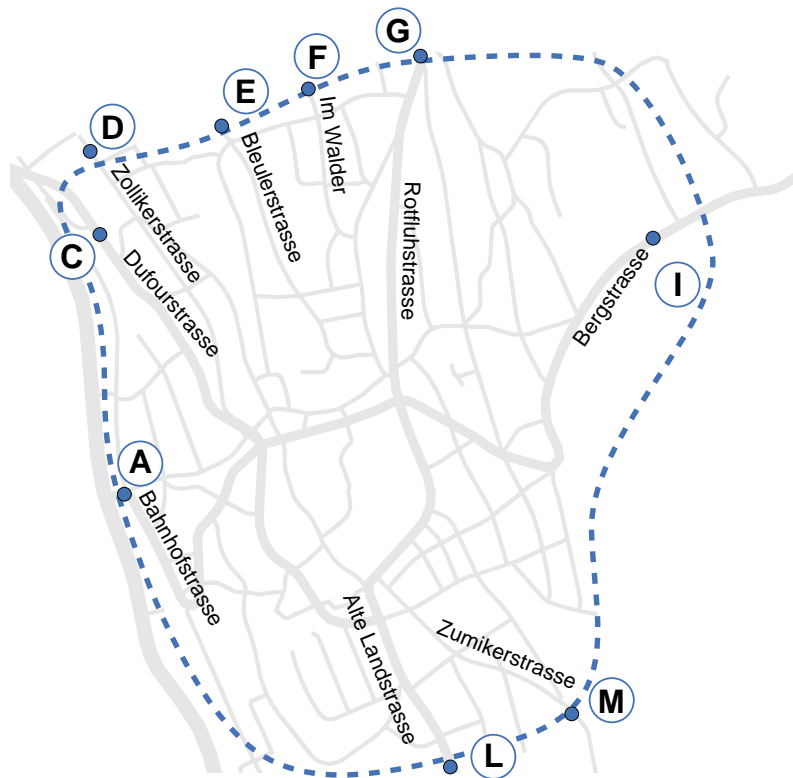 G
F
E
D
Im Walder
Bleulerstrasse
Zollikerstrasse
Rotfluhstrasse
C
Dufourstrasse
Bergstrasse
I
A
Bahnhofstrasse
Alte Landstrasse
Zumikerstrasse
M
L